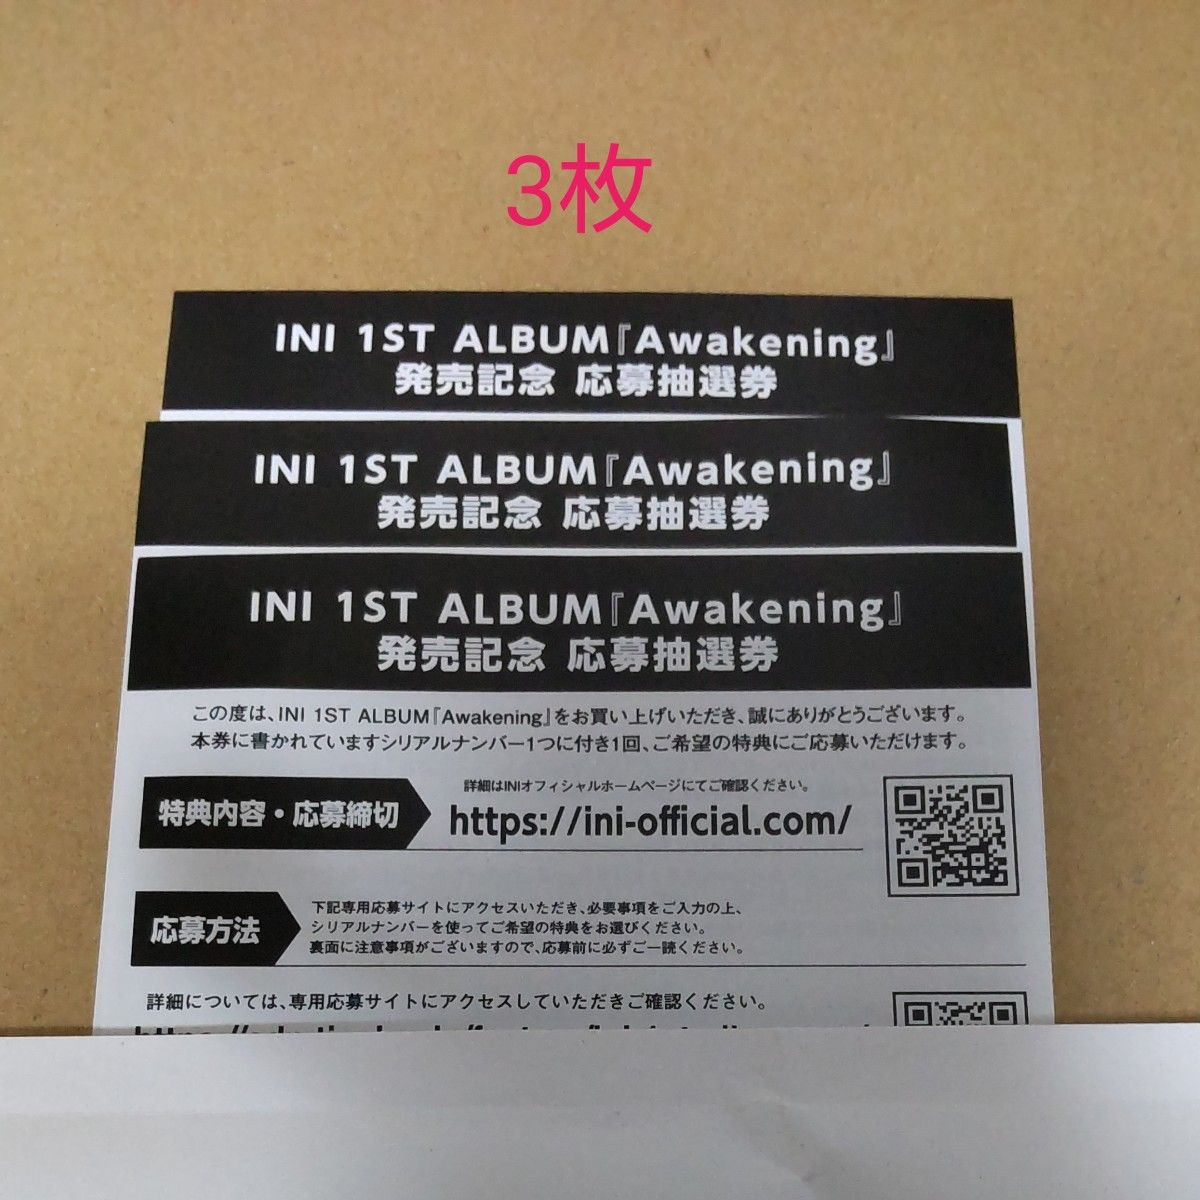 3枚
INI 1ST ALBUM『Awakening』
発売記念 応募抽選券
INI 1ST ALBUM『Awakening』
発売記念 応募抽選券
INI 1ST ALBUM『Awakening』
発売記念 応募抽選券
この度は、INI 1ST ALBUM『Awakening』をお買い上げいただき、誠にありがとうございます。
本券に書かれていますシリアルナンバー1つに付き1回、ご希望の特典にご応募いただけます。
特典内容・応募締切
詳細はINIオフィシャルホームページにてご確認ください。
https://ini-official.com/
応募方法
下記専用応募サイトにアクセスいただき、必要事項をご入力の上、
シリアルナンバーを使ってご希望の特典をお選びください。
裏面に注意事項がございますので、応募前に必ずご一読ください。
詳細については、専用応募サイトにアクセスしていただきご確認ください。